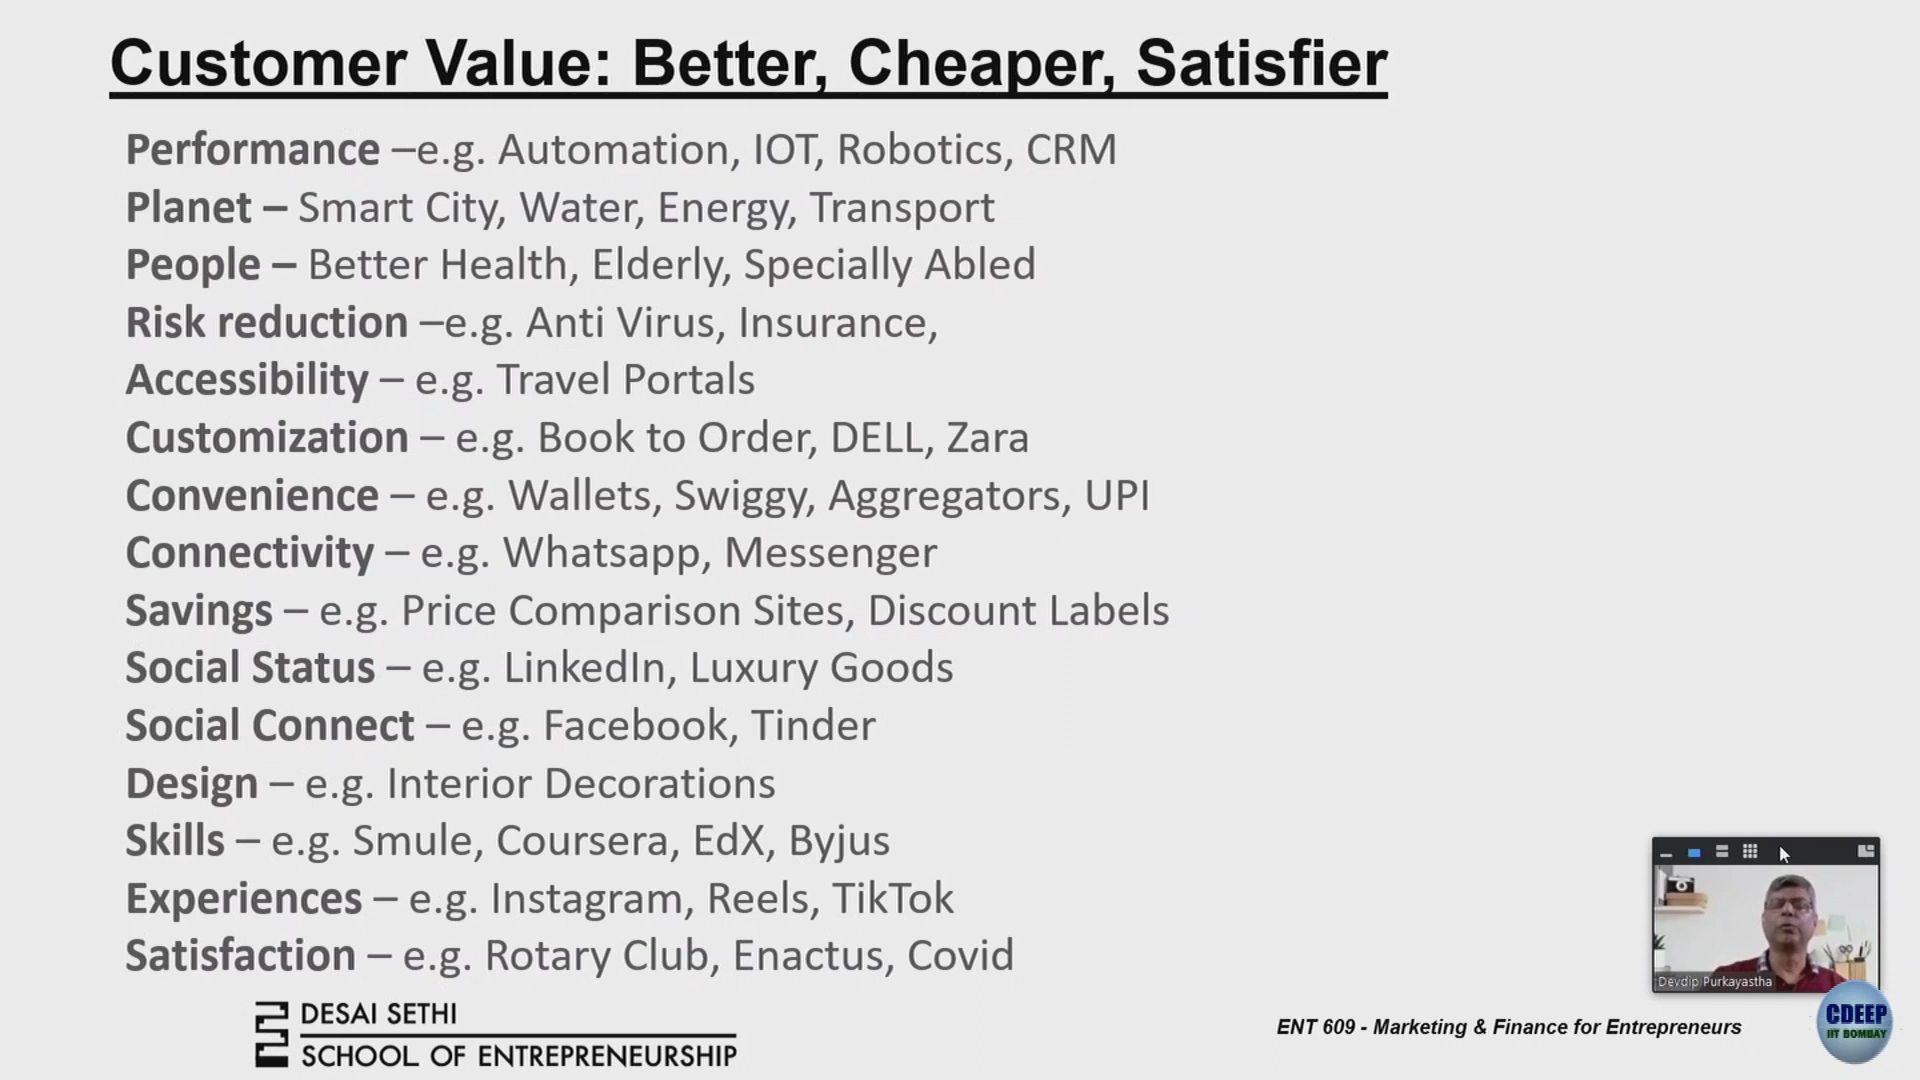 Customer Value: Better, Cheaper, Satisfier
Performance –e.g. Automation, IOT, Robotics, CRM
Planet – Smart City, Water, Energy, Transport
People – Better Health, Elderly, Specially Abled
Risk reduction –e.g. Anti Virus, Insurance,
Accessibility – e.g. Travel Portals
Customization – e.g. Book to Order, DELL, Zara
Convenience – e.g. Wallets, Swiggy, Aggregators, UPI
Connectivity – e.g. Whatsapp, Messenger
Savings – e.g. Price Comparison Sites, Discount Labels
Social Status – e.g. LinkedIn, Luxury Goods
Social Connect – e.g. Facebook, Tinder
Design – e.g. Interior Decorations
Skills – e.g. Smule, Coursera, EdX, Byjus
Experiences – e.g. Instagram, Reels, TikTok
Satisfaction – e.g. Rotary Club, Enactus, Covid
Devdip Purkayastha
DESAI SETHI
SCHOOL OF ENTREPRENEURSHIP
ENT 609 - Marketing & Finance for Entrepreneurs
CDEEP
IIT BOMBAY